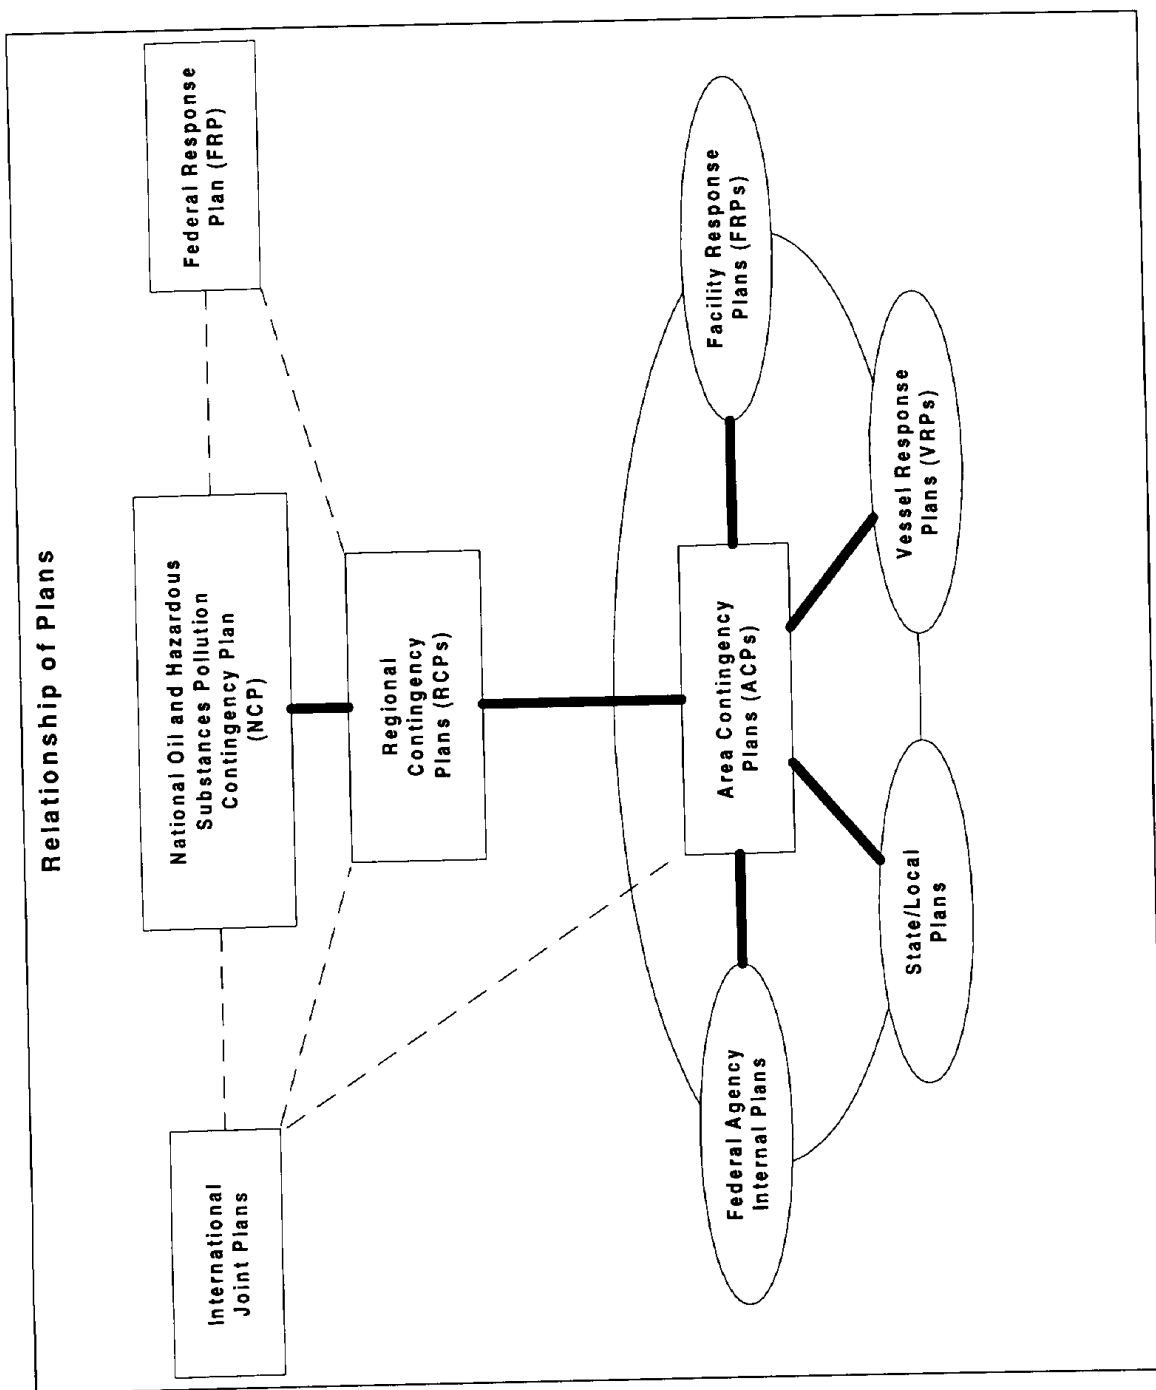 Relationship of Plans
National Oil and Hazardous
Substances Pollution
Contingency Plan
(NCP)
Federal Response
Plan (FRP)
International
Joint Plans
Regional
Contingency
Plans (RCPs)
Area Contingency
Plans (ACPs)
Federal Agency
Internal Plans
Facility Response
Plans (FRPs)
State/Local
Plans
Vessel Response
Plans (VRPs)